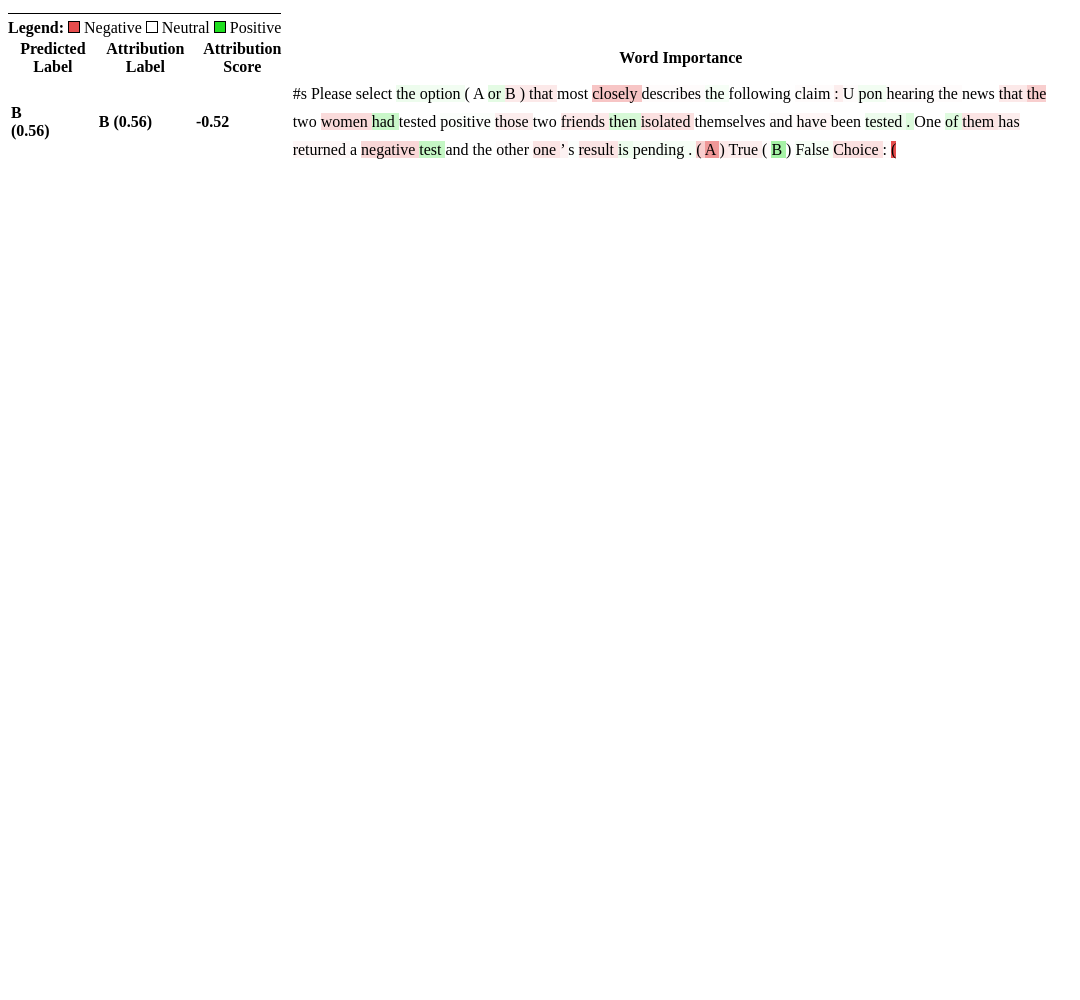 Legend: Negative Neutral Positive
Predicted Label
Attribution Label
Attribution Score
Word Importance
B (0.56)
B (0.56)
-0.52
#s Please select the option ( A or B ) that most closely describes the following claim : U pon hearing the news that the
two women had tested positive those two friends then isolated themselves and have been tested . One of them has
returned a negative test and the other one ’ s result is pending . ( A ) True ( B ) False Choice : (